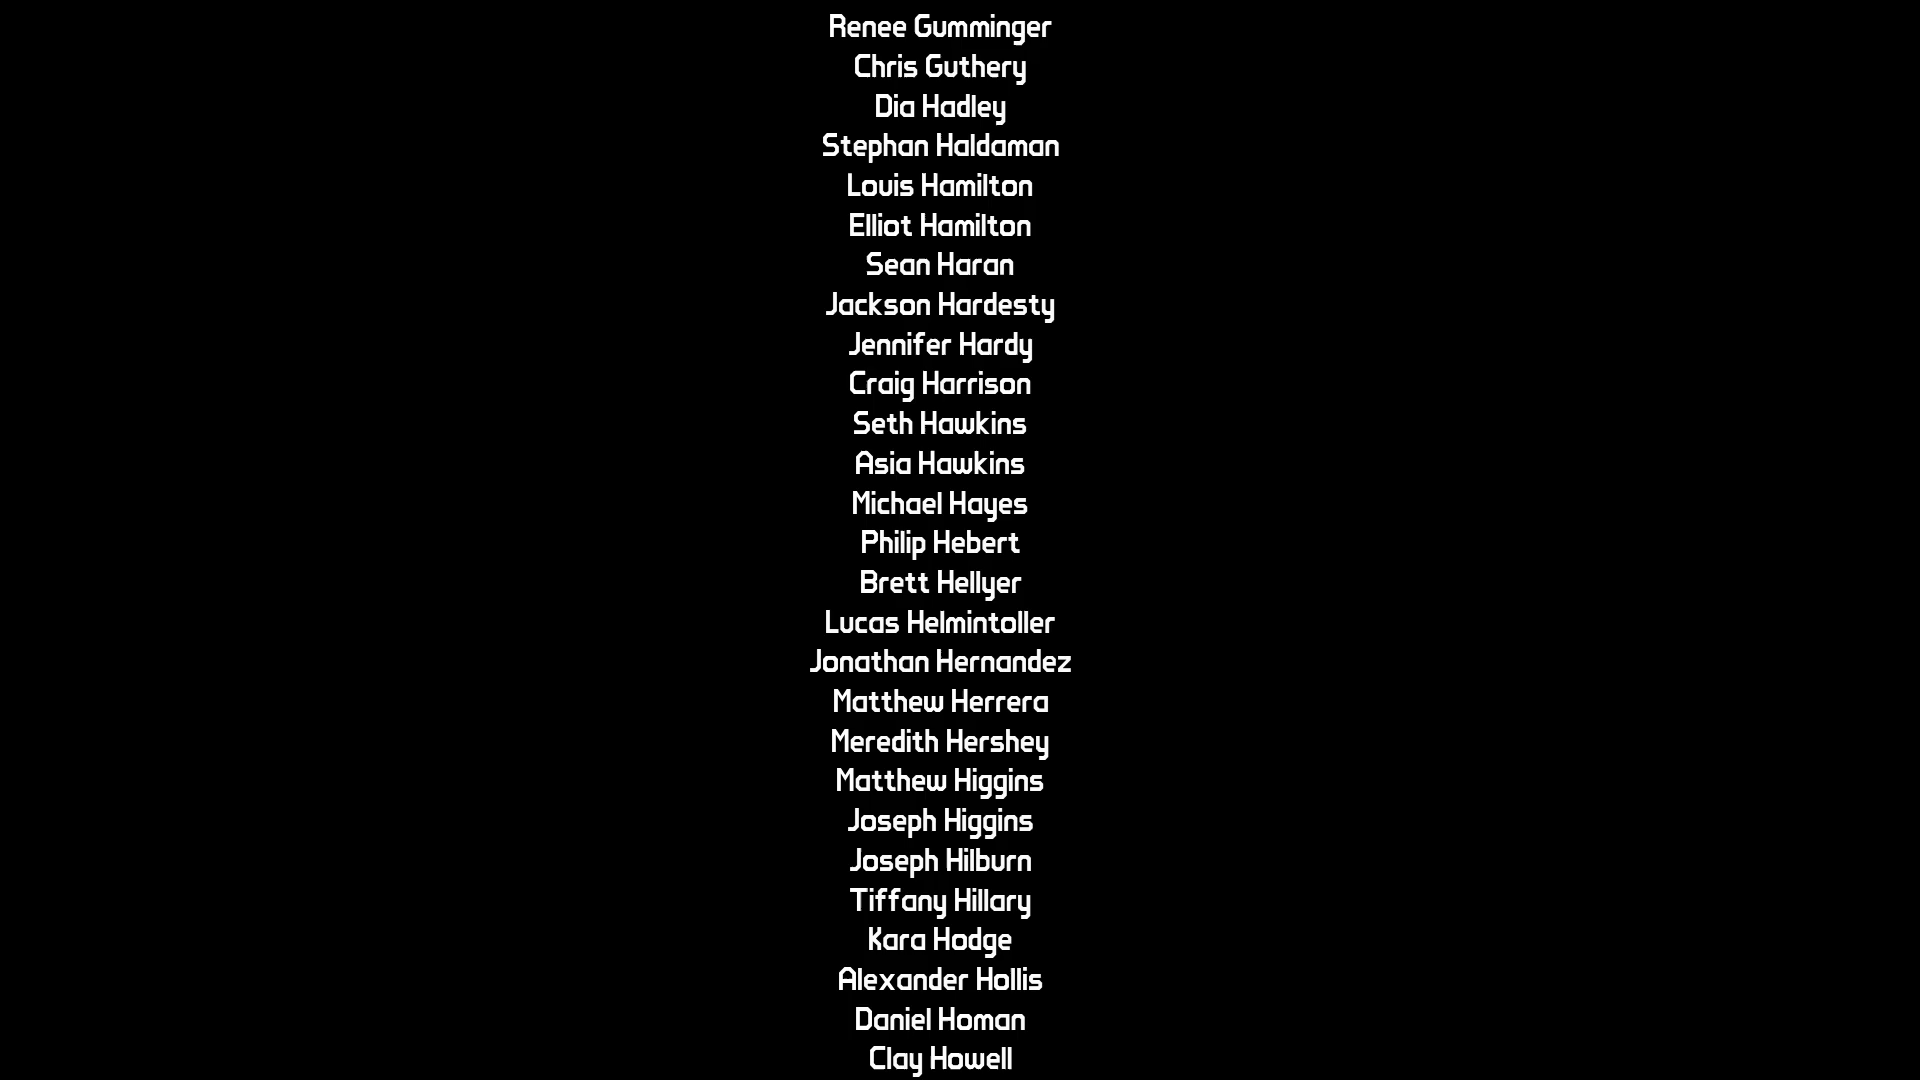 Renee Gumminger
Chris Guthery
Dia Hadley
Stephan Haldaman
Louis Hamilton
Elliot Hamilton
Sean Haran
Jackson Hardesty
Jennifer Hardy
Craig Harrison
Seth Hawkins
Asia Hawkins
Michael Hayes
Philip Hebert
Brett Hellyer
Lucas Helmintoller
Jonathan Hernandez
Matthew Herrera
Meredith Hershey
Matthew Higgins
Joseph Higgins
Joseph Hilburn
Tiffany Hillary
Kara Hodge
Alexander Hollis
Daniel Homan
Clay Howell